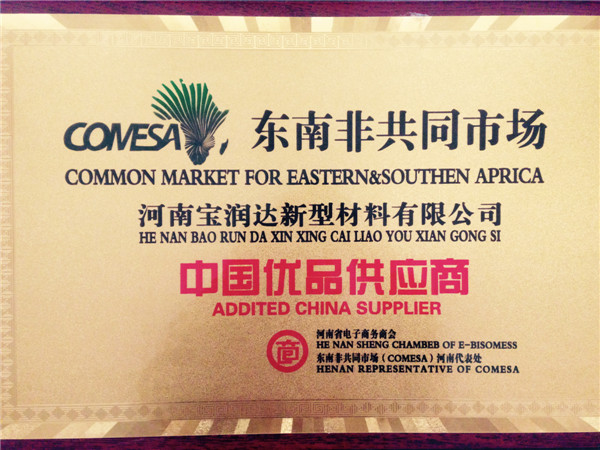 COMESA 东南非共同市场
COMMON MARKET FOR EASTERN&SOUTHEN APRICA
河南宝润达新型材料有限公司
HE NAN BAO RUN DA XIN XING CAI LIAO YOU XIAN GONG SI
中国优品供应商
ADDITED CHINA SUPPLIER
河南省电子商务商会
HE NAN SHENG CHAMBEB OF E-BISOMESS
东南非共同市场（COMESA）河南代表处
HENAN REPRESENTATIVE OF COMESA